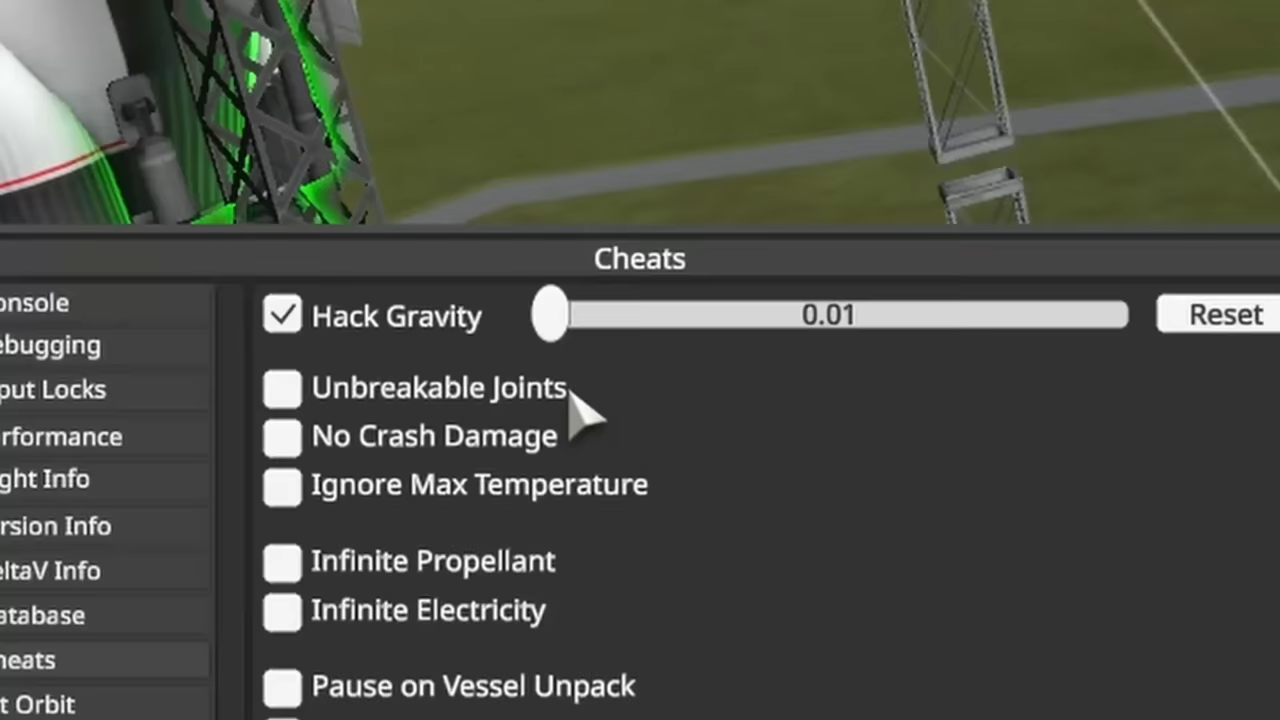 Cheats
onsole
ebugging
put Locks
erformance
ght Info
rsion Info
eltaV Info
atabase
heats
t Orbit
Hack Gravity 0.01 Reset
Unbreakable Joints
No Crash Damage
Ignore Max Temperature
Infinite Propellant
Infinite Electricity
Pause on Vessel Unpack